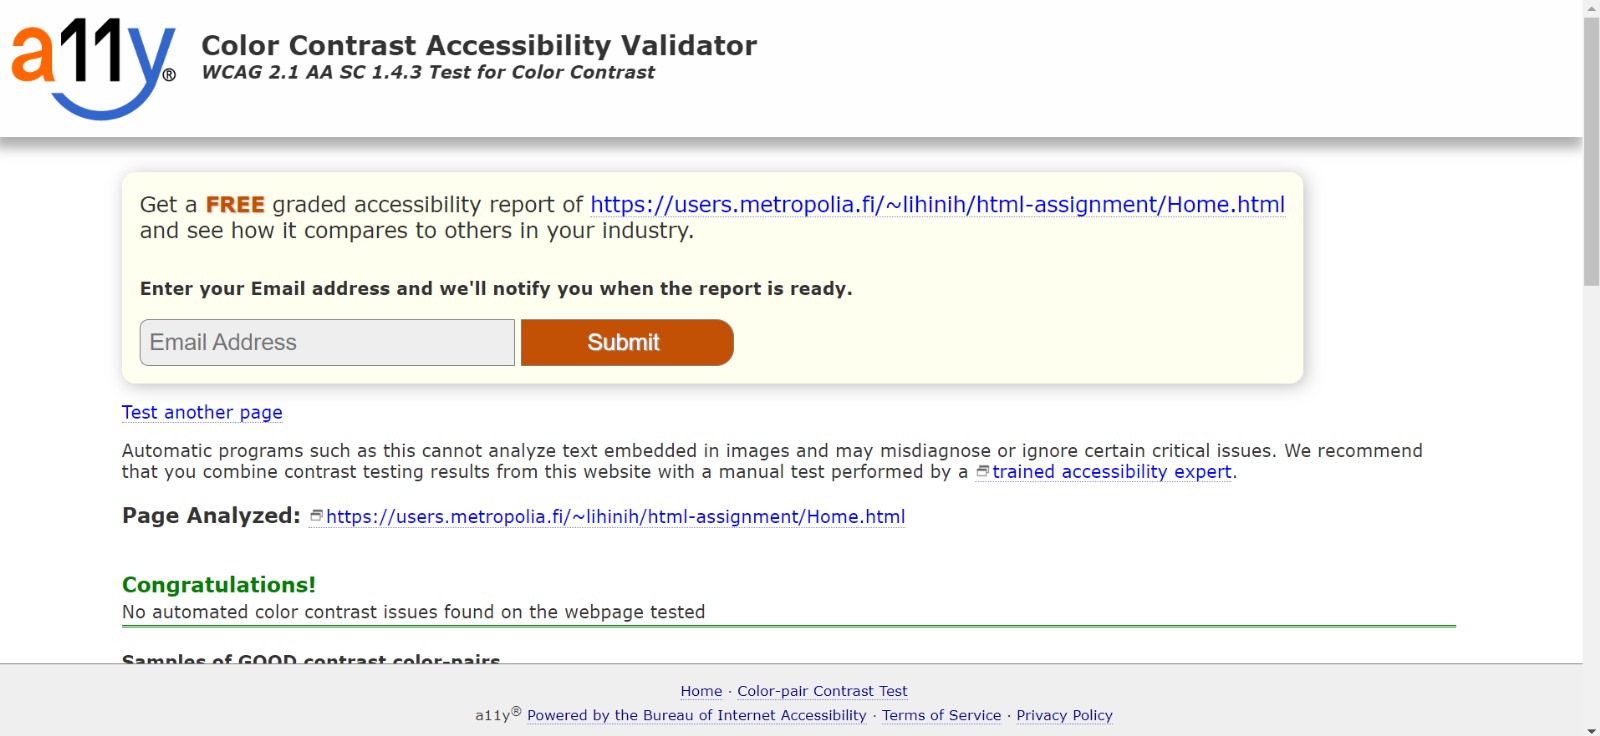 a11y®
Color Contrast Accessibility Validator
WCAG 2.1 AA SC 1.4.3 Test for Color Contrast
Get a FREE graded accessibility report of https://users.metropolia.fi/~lihinih/html-assignment/Home.html
and see how it compares to others in your industry.
Enter your Email address and we'll notify you when the report is ready.
Email Address
Submit
Test another page
Automatic programs such as this cannot analyze text embedded in images and may misdiagnose or ignore certain critical issues. We recommend
that you combine contrast testing results from this website with a manual test performed by a trained accessibility expert.
Page Analyzed: https://users.metropolia.fi/~lihinih/html-assignment/Home.html
Congratulations!
No automated color contrast issues found on the webpage tested
Samples of GOOD contrast color-pairs
Home · Color-pair Contrast Test
a11y® Powered by the Bureau of Internet Accessibility · Terms of Service · Privacy Policy